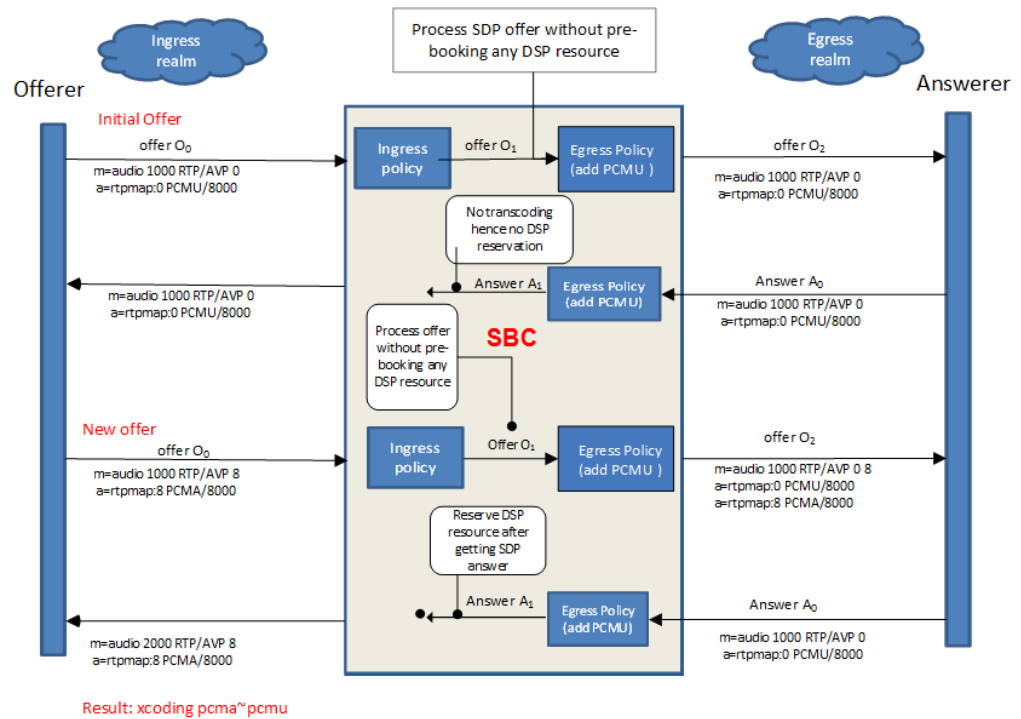 Process SDP offer without pre-
booking any DSP resource
Ingress
realm
Egress
realm
Offerer
Answerer
Initial Offer
offer O₀
m=audio 1000 RTP/AVP 0
a=rtpmap:0 PCMU/8000
Ingress
policy
offer O₁
Egress Policy
(add PCMU )
offer O₂
m=audio 1000 RTP/AVP 0
a=rtpmap:0 PCMU/8000
No transcoding
hence no DSP
reservation
m=audio 1000 RTP/AVP 0
a=rtpmap:0 PCMU/8000
Answer A₁
Egress Policy
(add PCMU)
Answer A₀
m=audio 1000 RTP/AVP 0
a=rtpmap:0 PCMU/8000
Process offer
without pre-
booking any
DSP resource
SBC
New offer
offer O₀
m=audio 1000 RTP/AVP 8
a=rtpmap:8 PCMA/8000
Ingress
policy
Offer O₁
Egress Policy
(add PCMU )
offer O₂
m=audio 1000 RTP/AVP 0 8
a=rtpmap:0 PCMU/8000
a=rtpmap:8 PCMA/8000
Reserve DSP
resource after
getting SDP
answer
m=audio 2000 RTP/AVP 8
a=rtpmap:8 PCMA/8000
Answer A₁
Egress Policy
(add PCMU)
Answer A₀
m=audio 1000 RTP/AVP 0
a=rtpmap:0 PCMU/8000
Result: xcoding pcma~pcmu